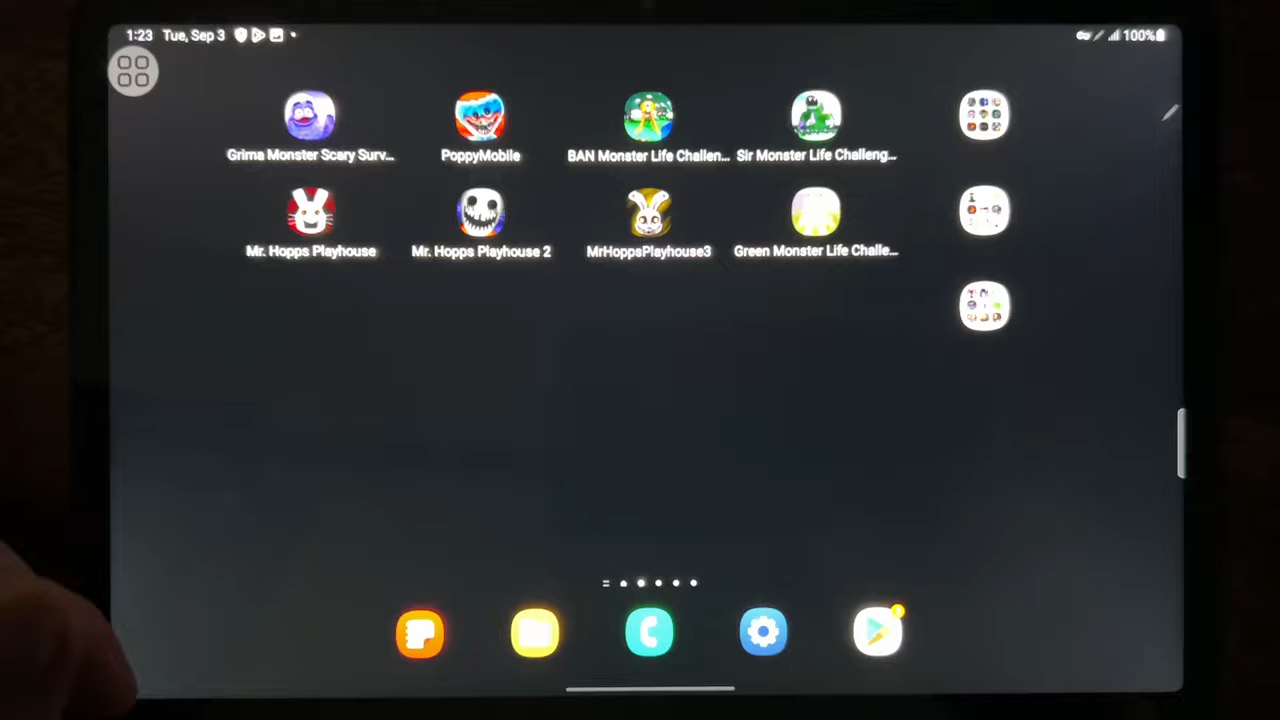 1:23 Tue, Sep 3
100%
Grima Monster Scary Surv...
PoppyMobile
BAN Monster Life Challen...
Sir Monster Life Challeng...
Mr. Hopps Playhouse
Mr. Hopps Playhouse 2
MrHoppsPlayhouse3
Green Monster Life Challe...